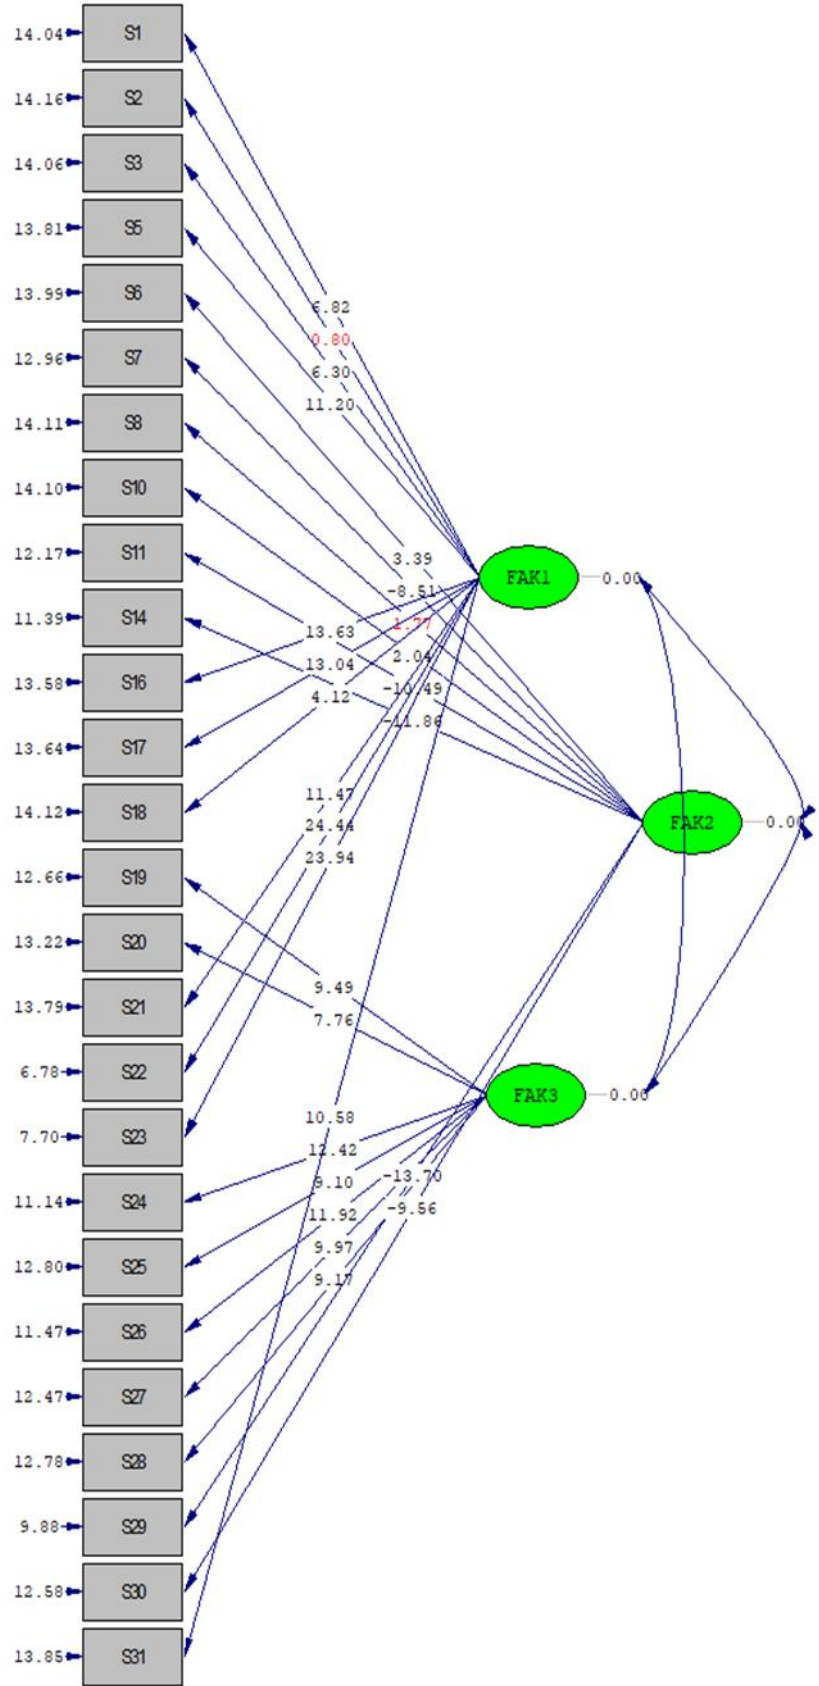 14.04 S1
14.16 S2
14.06 S3
13.81 S5
13.99 S6
6.82
0.80
12.96 S7
6.30
11.20
14.11 S8
14.10 S10
12.17 S11
3.39
FAK1 0.00
-8.51
11.39 S14
1.77
13.63
2.04
13.04
13.58 S16
-10.49
4.12
-11.86
13.64 S17
11.47
14.12 S18
FAK2 0.00
24.44
23.94
12.66 S19
13.22 S20
9.49
13.79 S21
7.76
6.78 S22
FAK3 0.00
10.58
7.70 S23
12.42
-13.70
9.10
11.14 S24
-9.56
11.92
9.97
12.80 S25
9.17
11.47 S26
12.47 S27
12.78 S28
9.88 S29
12.58 S30
13.85 S31